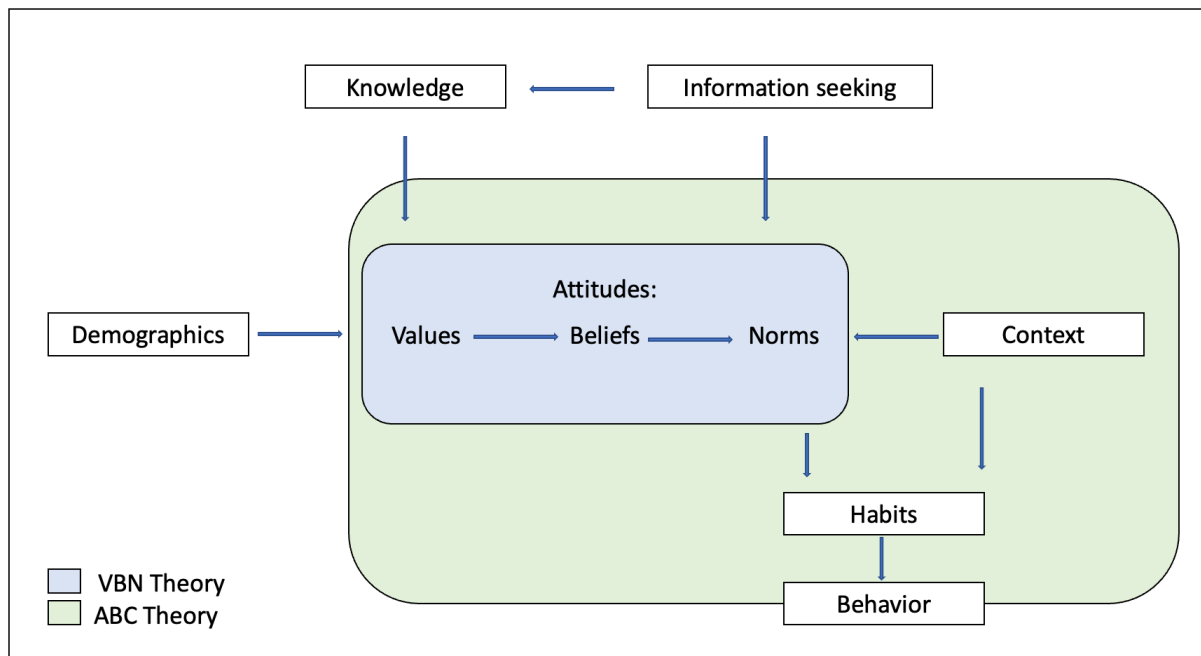 Knowledge
Information seeking
Attitudes:
Demographics
Values
Beliefs
Norms
Context
Habits
Behavior
VBN Theory
ABC Theory